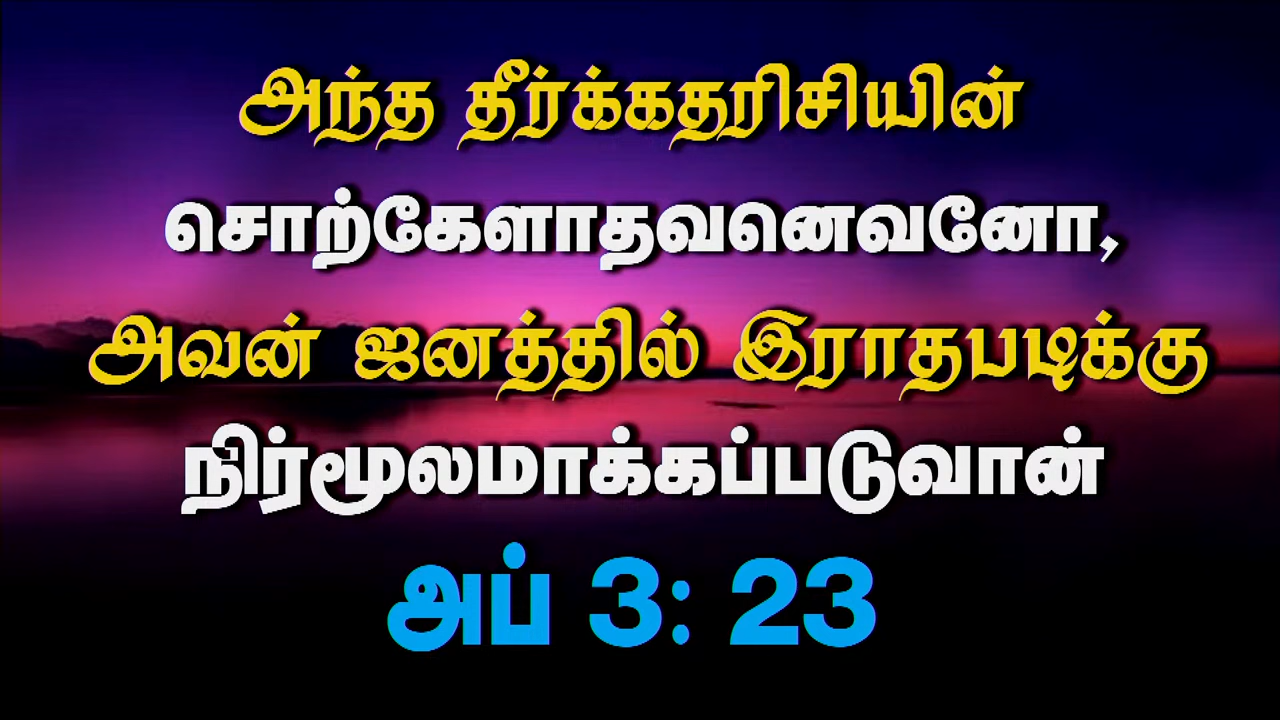 அந்த தீர்க்கதரிசியின்
சொற்கேளாதவனெவனோ,
அவன் ஜனத்தில் இராதபடிக்கு
நிர்மூலமாக்கப்படுவான்
அப் 3: 23